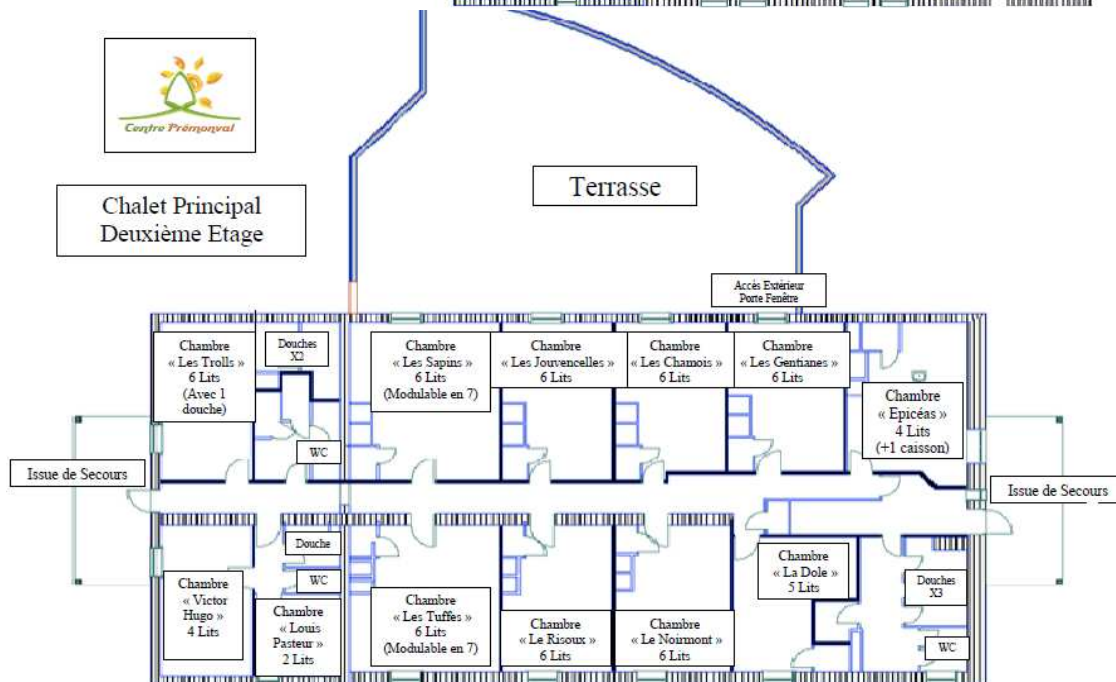 Centre Prémonval
Chalet Principal
Deuxième Etage
Terrasse
Accès Extérieur
Porte Fenêtre
Chambre
« Les Trolls »
6 Lits
(Avec 1
douche)
Douches
X2
WC
Chambre
« Les Sapins »
6 Lits
(Modulable en 7)
Chambre
« Les Jouvencelles »
6 Lits
Chambre
« Les Chamois »
6 Lits
Chambre
« Les Gentianes »
6 Lits
Chambre
« Epicéas »
4 Lits
(+1 caisson)
Issue de Secours
Issue de Secours
Chambre
« Victor
Hugo »
4 Lits
Douche
WC
Chambre
« Louis
Pasteur »
2 Lits
Chambre
« Les Tuffes »
6 Lits
(Modulable en 7)
Chambre
« Le Risoux »
6 Lits
Chambre
« Le Noirmont »
6 Lits
Chambre
« La Dole »
5 Lits
Douches
X3
WC